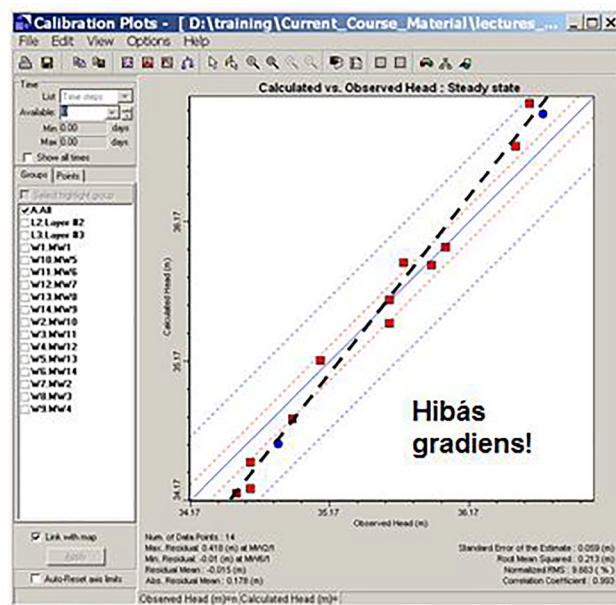 Calibration Plots - [ D:\training\Current_Course_Material\lectures_...
File Edit View Options Help
Time
List Time steps
Available:
Min 0.00 days
Max 0.00 days
Show all times
Groups Points
Select highlight group
A:All
L2:Layer #2
L3:Layer #3
W1:MW1
W10:MW5
W11:MW6
W12:MW7
W13:MW8
W14:MW9
W2:MW10
W3:MW11
W4:MW12
W5:MW13
W6:MW14
W7:MW2
W8:MW3
W9:MW4
Link with map
Apply
Auto-Reset axis limits
Calculated vs. Observed Head : Steady state
Calculated Head (m)
36.17
35.17
34.17
34.17 35.17 36.17
Observed Head (m)
Hibás
gradiens!
Num. of Data Points : 14
Max. Residual: 0.418 (m) at MW2/1
Min. Residual: -0.01 (m) at MW6/1
Residual Mean : -0.015 (m)
Abs. Residual Mean : 0.178 (m)
Standard Error of the Estimate : 0.059 (m)
Root Mean Squared : 0.213 (m)
Normalized RMS : 9.663 ( % )
Correlation Coefficient : 0.993
Observed Head (m)=n Calculated Head (m)=